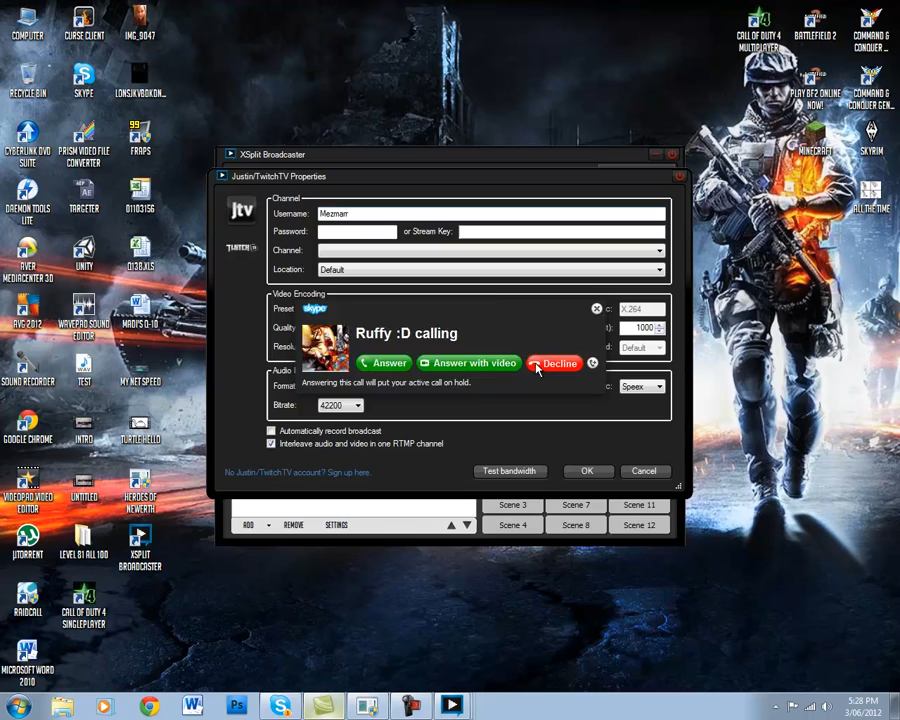 COMPUTER
CURSE CLIENT
IMG_9047
RECYCLE BIN
SKYPE
LONSJKVBDKON...
CYBERLINK DVD
SUITE
PRISM VIDEO FILE
CONVERTER
99
FRAPS
DAEMON TOOLS
LITE
TARGETER
D1103156
AVER
MEDIACENTER 3D
UNITY
Q13B.XLS
AVG 2012
WAVEPAD SOUND
EDITOR
MADI'S Q-10
SOUND RECORDER
TEST
MY NET SPEED
GOOGLE CHROME
INTRO
TURTLE HELLO
VIDEOPAD VIDEO
EDITOR
UNTITLED
HEROES OF
NEWERTH
UTORRENT
LEVEL 81 ALL 100
XSPLIT
BROADCASTER
RAIDCALL
CALL OF DUTY 4
SINGLEPLAYER
MICROSOFT WORD
2010
CALL OF DUTY 4
MULTIPLAYER
BATTLEFIELD 2
COMMAND &
CONQUER ...
PLAY BF2 ONLINE
NOW!
COMMAND &
CONQUER GEN...
MINECRAFT
SKYRIM
ALL THE TIME
XSplit Broadcaster
Justin/TwitchTV Properties
jtv
TWITCH
Channel
Username: Mezmarr
Password: or Stream Key:
Channel:
Location: Default
Video Encoding
Preset
c: X.264
Quality
t): 1000
Resol
d: Default
skype
Ruffy :D calling
Answer
Answer with video
Decline
Answering this call will put your active call on hold.
Audio
Format
c: Speex
Bitrate: 42200
Automatically record broadcast
Interleave audio and video in one RTMP channel
No Justin/TwitchTV account? Sign up here.
Test bandwidth
OK
Cancel
Scene 3 Scene 7 Scene 11
ADD REMOVE SETTINGS
Scene 4 Scene 8 Scene 12
W
Ps
5:28 PM
3/06/2012